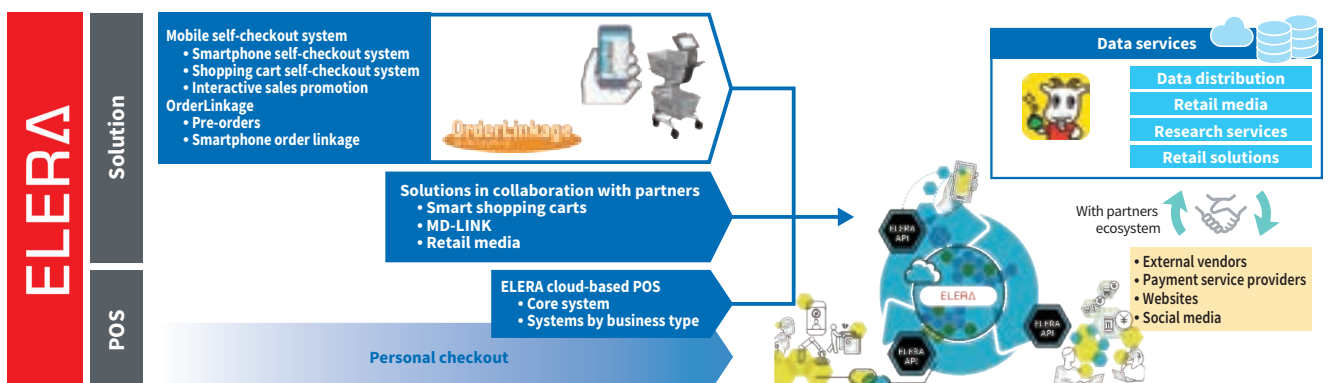 ELERA
Solution
POS
Mobile self-checkout system
• Smartphone self-checkout system
• Shopping cart self-checkout system
• Interactive sales promotion
OrderLinkage
• Pre-orders
• Smartphone order linkage
OrderLinkage
Solutions in collaboration with partners
• Smart shopping carts
• MD-LINK
• Retail media
ELERA cloud-based POS
• Core system
• Systems by business type
Personal checkout
ELERA
API
ELERA
ELERA
API
ELERA
API
¥
Data services
Data distribution
Retail media
Research services
Retail solutions
With partners
ecosystem
• External vendors
• Payment service providers
• Websites
• Social media